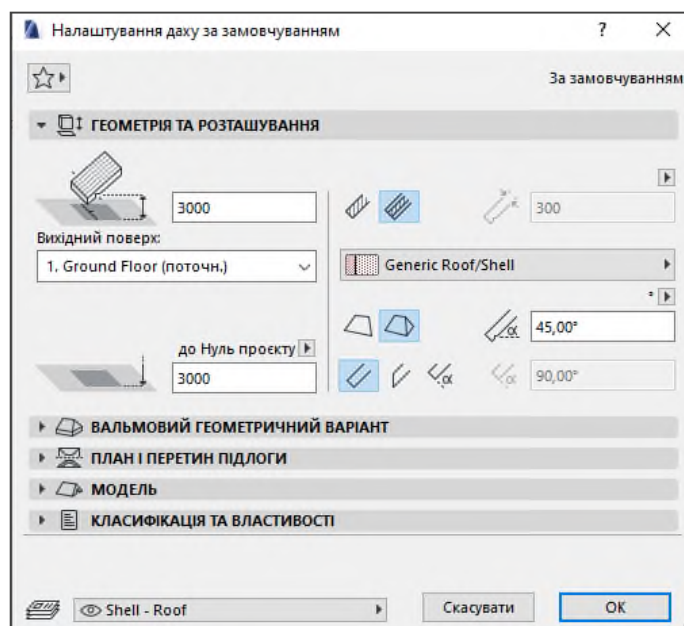 Налаштування даху за замовчуванням
За замовчуванням
ГЕОМЕТРІЯ ТА РОЗТАШУВАННЯ
3000
300
Вихідний поверх:
1. Ground Floor (поточн.)
Generic Roof/Shell
°
α 45,00°
до Нуль проєкту
3000
α α 90,00°
ВАЛЬМОВИЙ ГЕОМЕТРИЧНИЙ ВАРІАНТ
ПЛАН І ПЕРЕТИН ПІДЛОГИ
МОДЕЛЬ
КЛАСИФІКАЦІЯ ТА ВЛАСТИВОСТІ
Shell - Roof
Скасувати
ОК